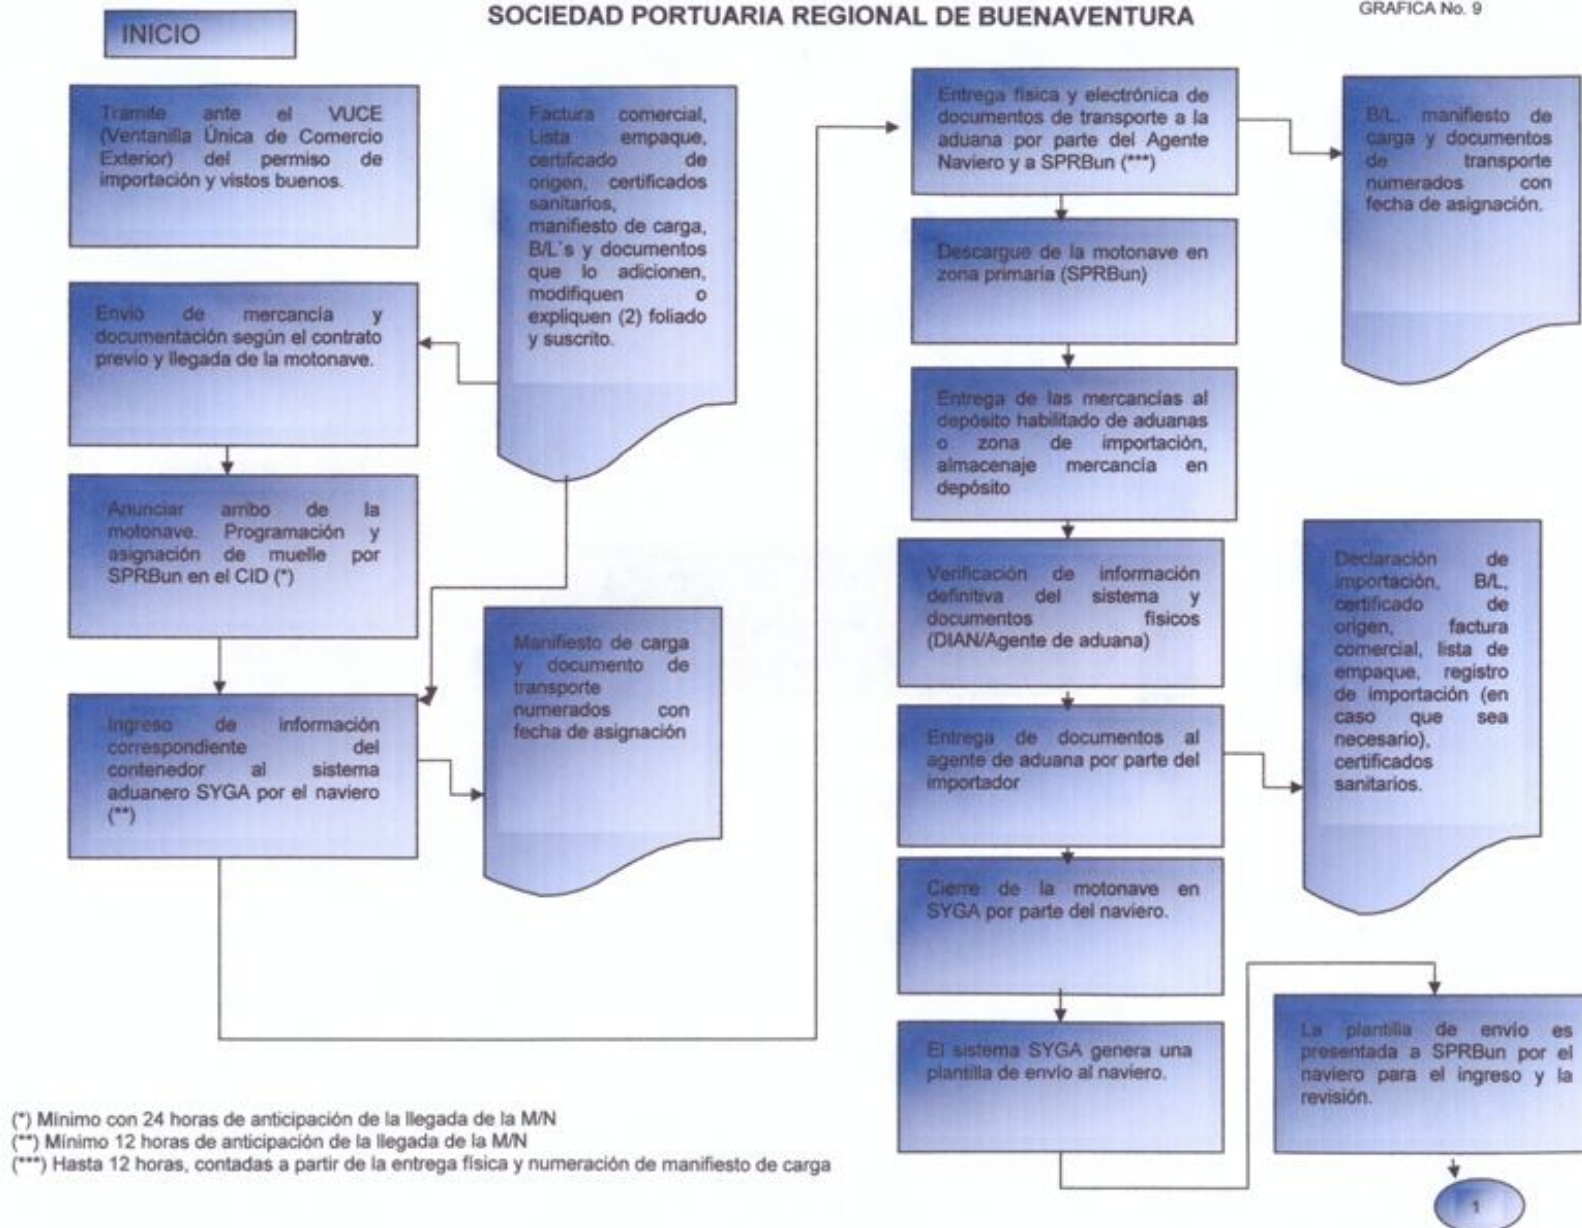 SOCIEDAD PORTUARIA REGIONAL DE BUENAVENTURA
GRAFICA No. 9
INICIO
Tramite ante el VUCE
(Ventanilla Única de Comercio
Exterior) del permiso de
importación y vistos buenos.
Factura comercial,
Lista empaque,
certificado de
origen, certificados
sanitarios,
manifiesto de carga,
B/L`s y documentos
que lo adicionen,
modifiquen o
expliquen (2) foliado
y suscrito.
Envío de mercancía y
documentación según el contrato
previo y llegada de la motonave.
Anunciar arribo de la
motonave. Programación y
asignación de muelle por
SPRBun en el CID (*)
Ingreso de información
correspondiente del
contenedor al sistema
aduanero SYGA por el naviero
(**)
Manifiesto de carga
y documento de
transporte
numerados con
fecha de asignación
Entrega física y electrónica de
documentos de transporte a la
aduana por parte del Agente
Naviero y a SPRBun (***)
B/L, manifiesto de
carga y documentos
de transporte
numerados con
fecha de asignación.
Descargue de la motonave en
zona primaria (SPRBun)
Entrega de las mercancías al
depósito habilitado de aduanas
o zona de importación,
almacenaje mercancía en
depósito
Verificación de información
definitiva del sistema y
documentos físicos
(DIAN/Agente de aduana)
Entrega de documentos al
agente de aduana por parte del
importador
Declaración de
importación, B/L,
certificado de
origen, factura
comercial, lista de
empaque, registro
de importación (en
caso que sea
necesario),
certificados
sanitarios.
Cierre de la motonave en
SYGA por parte del naviero.
El sistema SYGA genera una
plantilla de envío al naviero.
La plantilla de envío es
presentada a SPRBun por el
naviero para el ingreso y la
revisión.
1
(*) Mínimo con 24 horas de anticipación de la llegada de la M/N
(**) Mínimo 12 horas de anticipación de la llegada de la M/N
(***) Hasta 12 horas, contadas a partir de la entrega física y numeración de manifiesto de carga